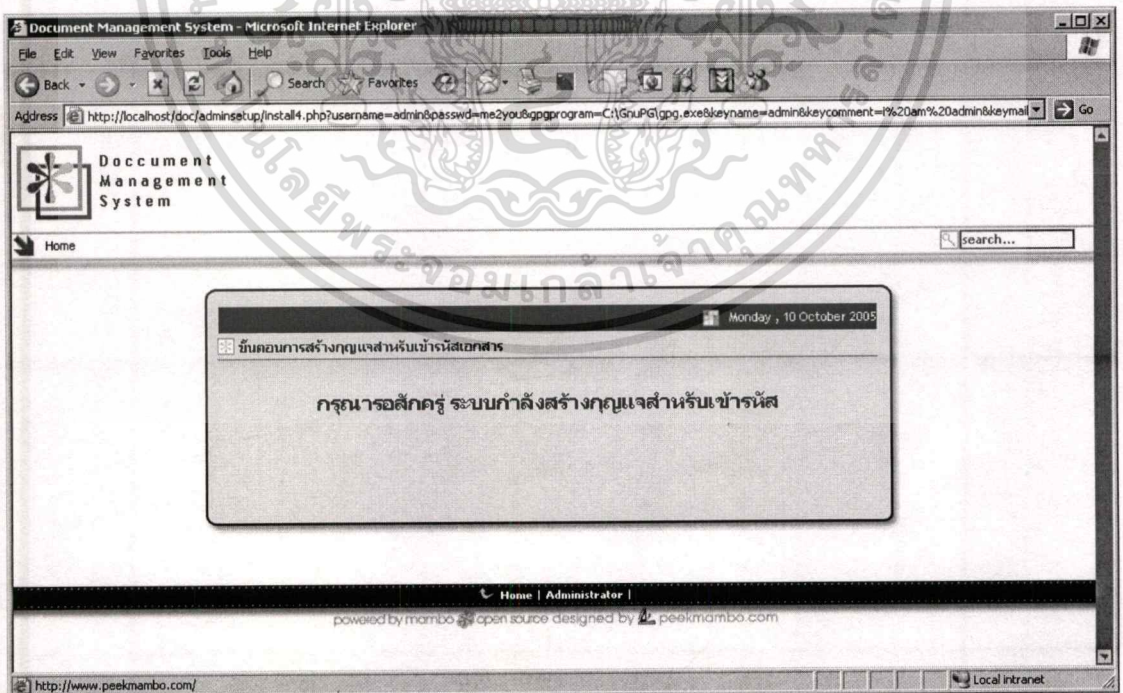 Document Management System - Microsoft Internet Explorer
File Edit View Favorites Tools Help
Back Search Favorites
Address http://localhost/doc/adminsetup/install4.php?username=admin&passwd=me2you&gpgprogram=C:\GnuPG\gpg.exe&keyname=admin&keycomment=i%20am%20admin&keymail Go
Doccument
Management
System
Home search...
Monday , 10 October 2005
ขั้นตอนการสร้างกุญแจสำหรับเข้ารหัสเอกสาร
กรุณารอสักครู่ ระบบกำลังสร้างกุญแจสำหรับเข้ารหัส
Home | Administrator |
powered by mambo open source designed by peekmambo.com
http://www.peekmambo.com/ Local intranet